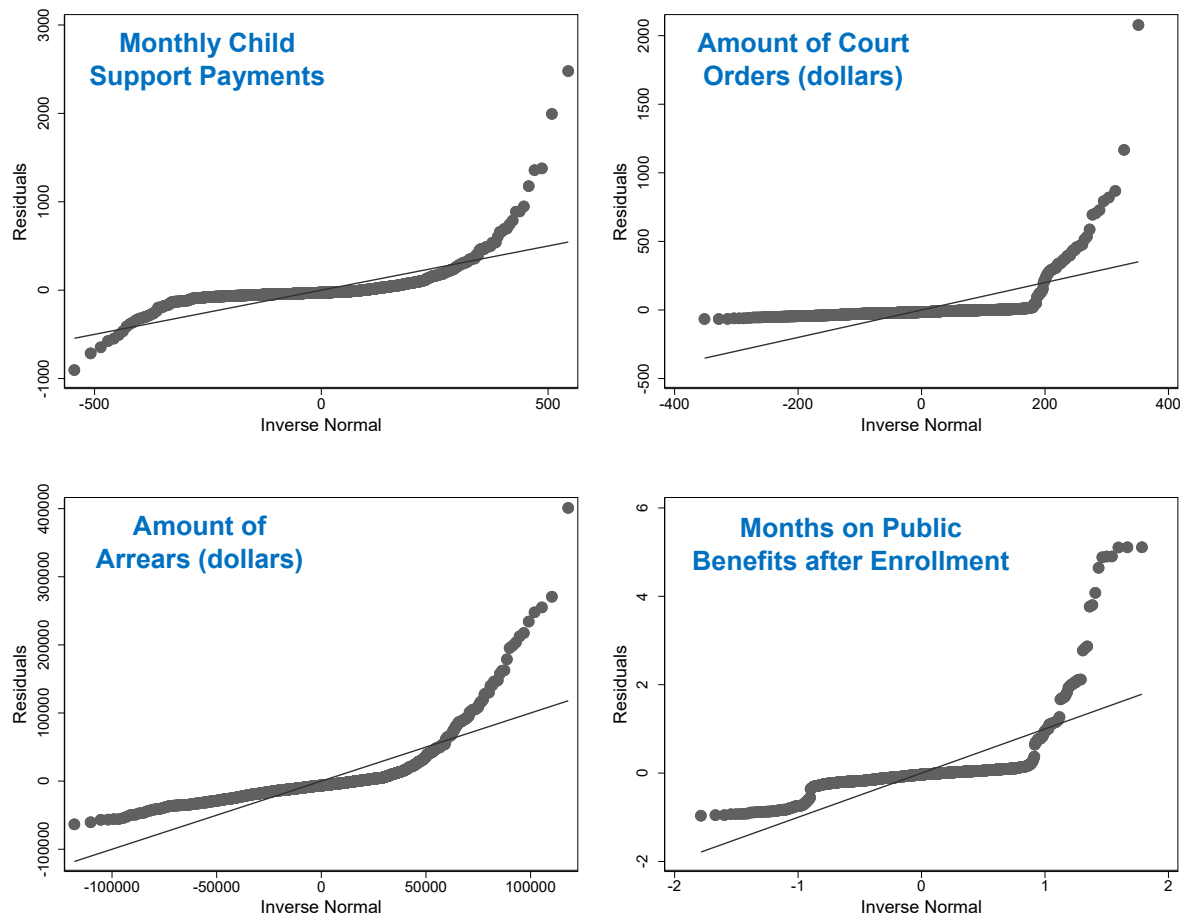 Monthly Child
Support Payments
3000
2000
1000
0
-1000
Residuals
-500
0
500
Inverse Normal
Amount of Court
Orders (dollars)
2000
1500
1000
500
0
-500
Residuals
-400
-200
0
200
400
Inverse Normal
Amount of
Arrears (dollars)
400000
300000
200000
100000
0
-100000
Residuals
-100000
-50000
0
50000
100000
Inverse Normal
Months on Public
Benefits after Enrollment
6
4
2
0
-2
Residuals
-2
-1
0
1
2
Inverse Normal